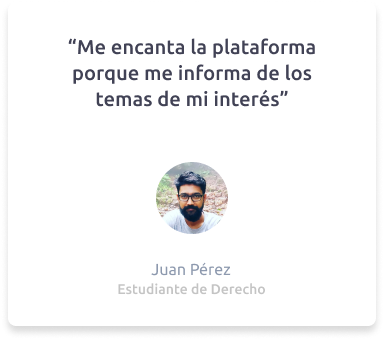 “Me encanta la plataforma
porque me informa de los
temas de mi interés”
Juan Pérez
Estudiante de Derecho